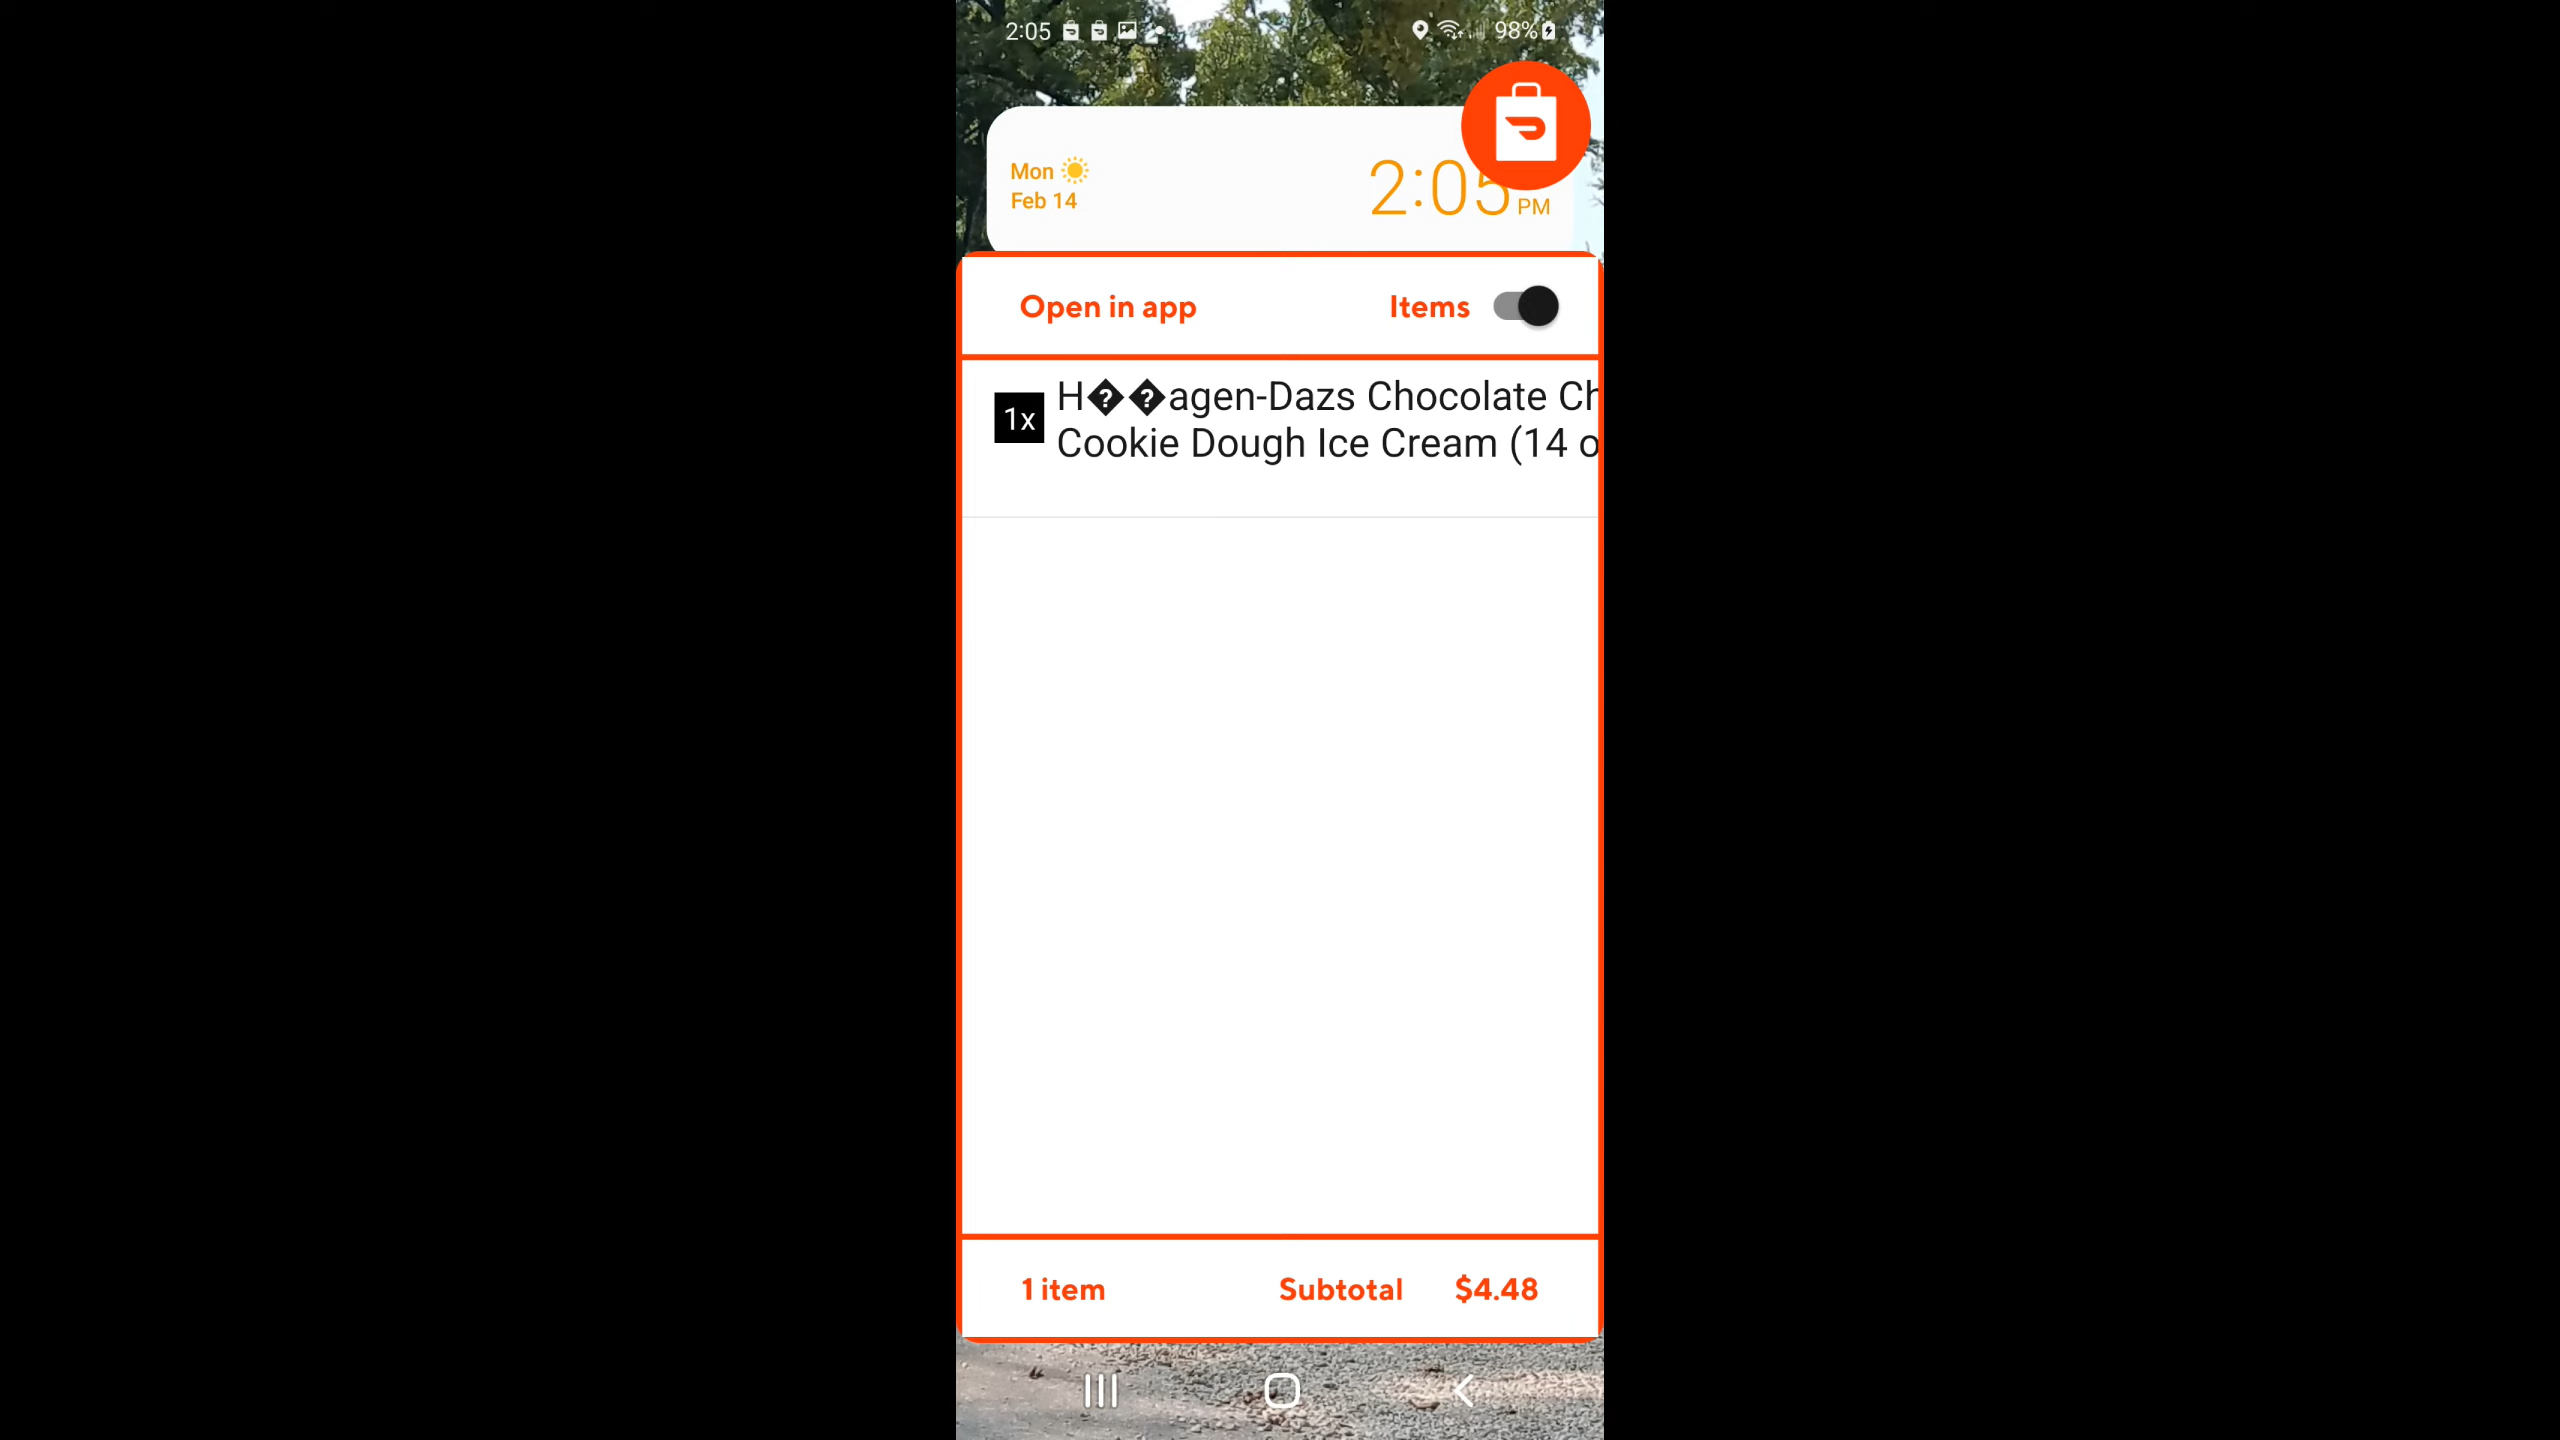 2:05
98%
Mon
Feb 14
2:05 PM
Open in app
Items
1x
H��agen-Dazs Chocolate Ch
Cookie Dough Ice Cream (14 o
1 item
Subtotal $4.48